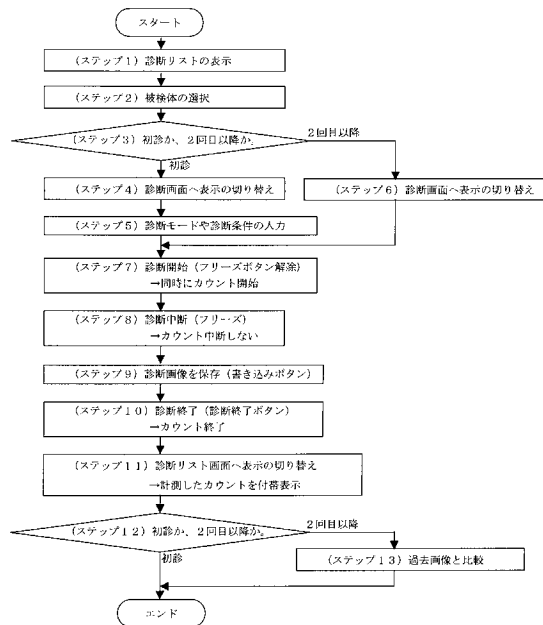 スタート
(ステップ1)診断リストの表示
(ステップ2)被検体の選択
(ステップ3)初診か、2回目以降か。
2回目以降
初診
(ステップ4)診断画面へ表示の切り替え
(ステップ6)診断画面へ表示の切り替え
(ステップ5)診断モードや診断条件の入力
(ステップ7)診断開始(フリーズボタン解除)
→同時にカウント開始
(ステップ8)診断中断(フリーズ)
→カウント中断しない
(ステップ9)診断画像を保存(書き込みボタン)
(ステップ10)診断終了(診断終了ボタン)
→カウント終了
(ステップ11)診断リスト画面へ表示の切り替え
→計測したカウントを付帯表示
(ステップ12)初診か、2回目以降か。
2回目以降
初診
(ステップ13)過去画像と比較
エンド